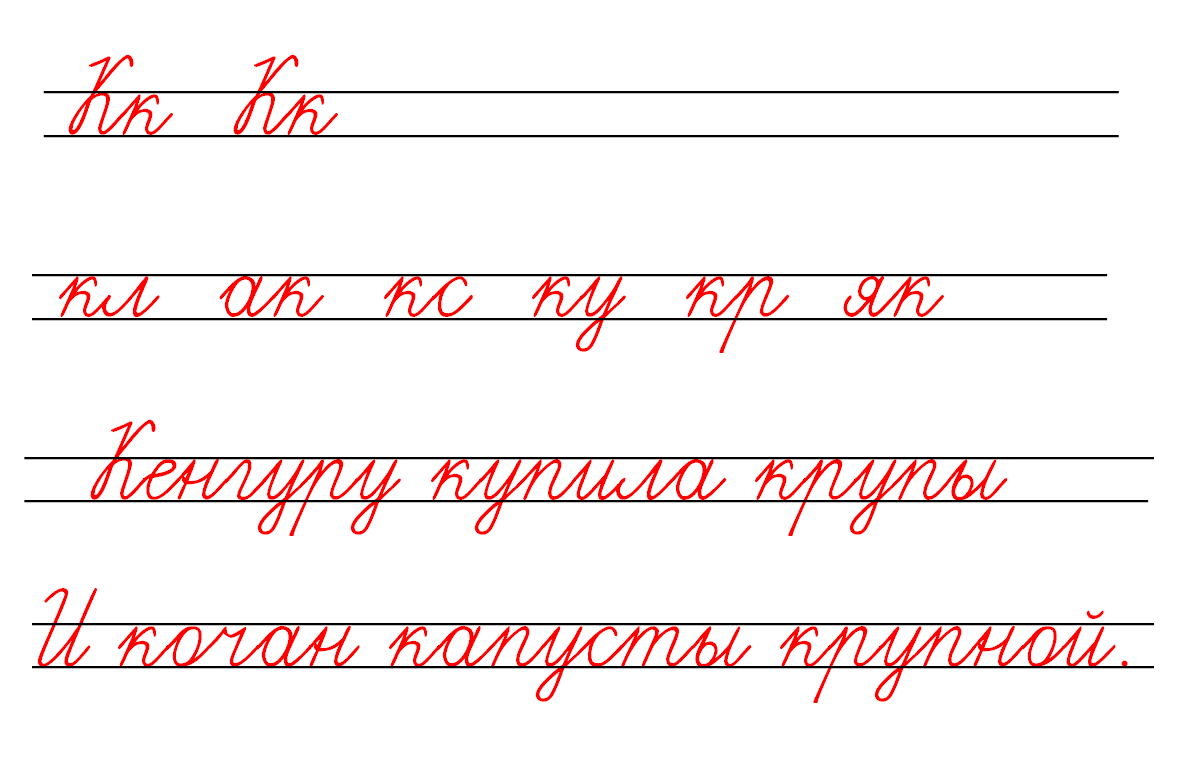 Кк Кк
кл ак кс ку кр як
Кенгуру купила крупы
И кочан капусты крупной.